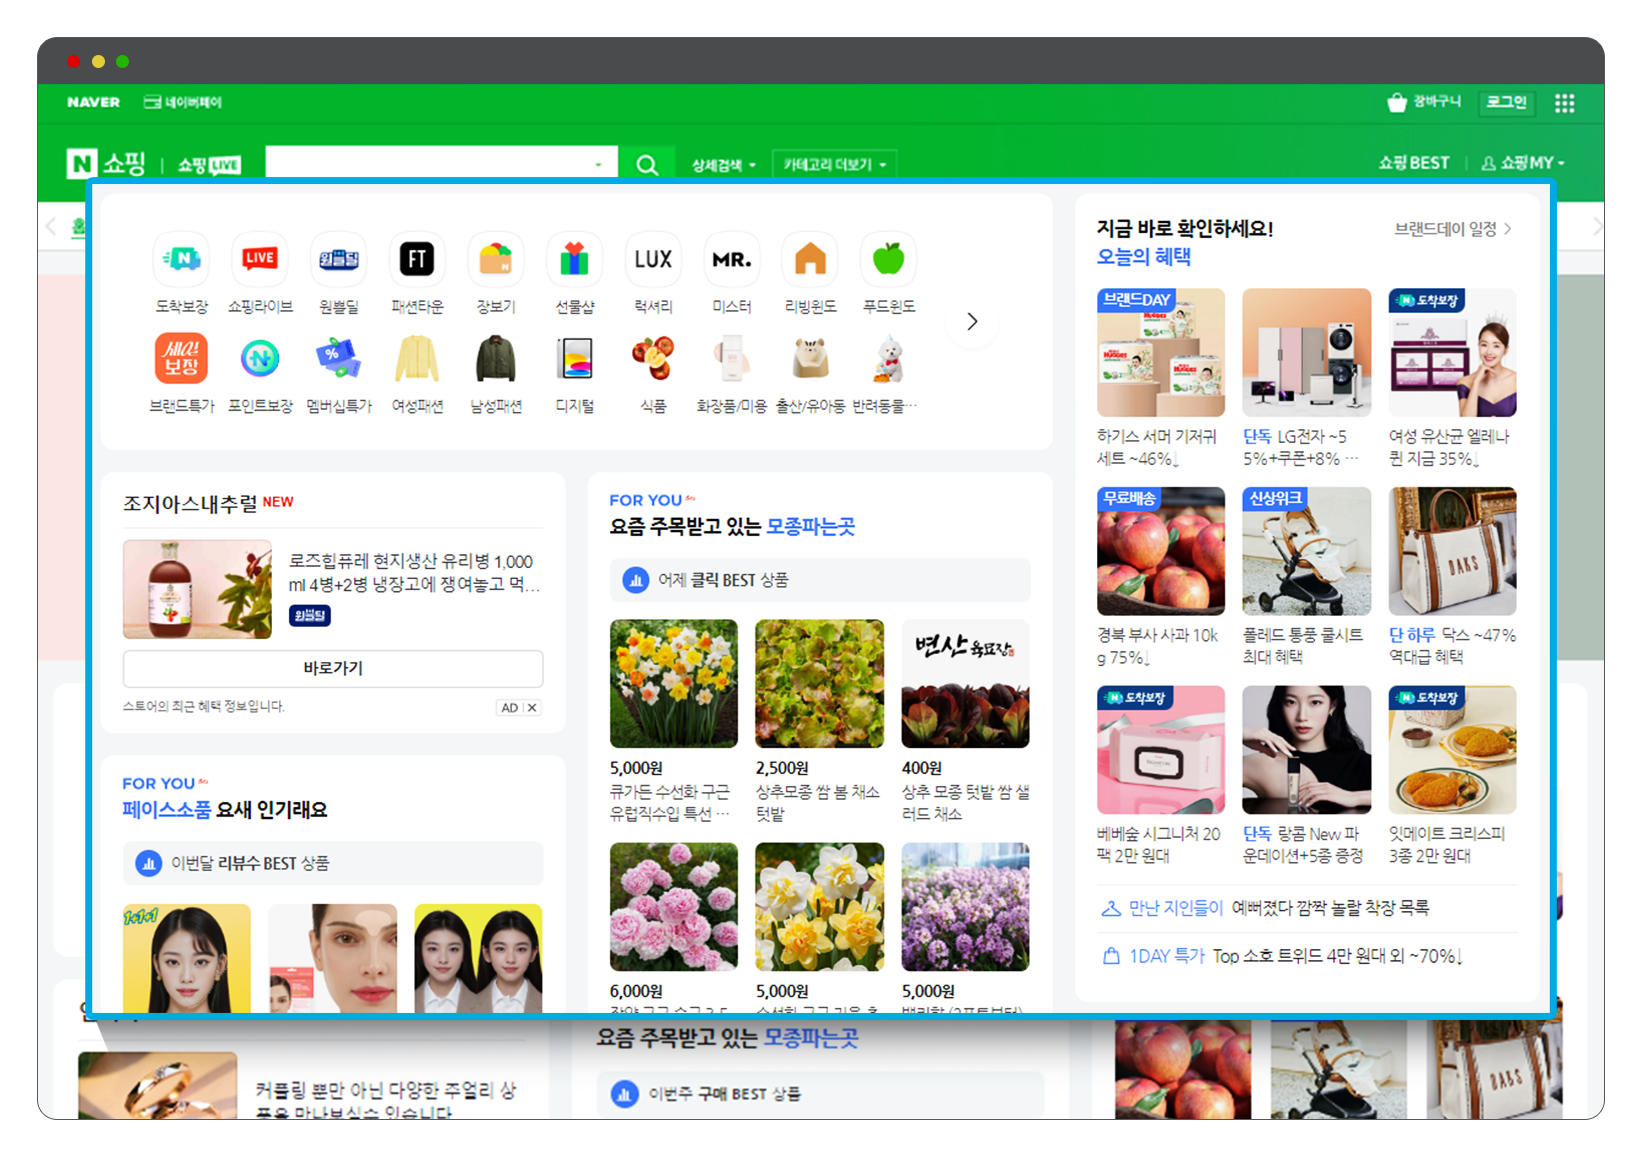 NAVER 네이버페이
장바구니 로그인
N 쇼핑 쇼핑LIVE
상세검색 카테고리 더보기
쇼핑BEST 쇼핑MY
N LIVE 원쁠딜 FT N LUX MR.
도착보장 쇼핑라이브 원쁠딜 패션타운 장보기 선물샵 럭셔리 미스터 리빙윈도 푸드윈도
세일! 보장
브랜드특가 포인트보장 멤버십특가 여성패션 남성패션 디지털 식품 화장품/미용 출산/유아동 반려동물…
조지아스내추럴 NEW
로즈힙퓨레 현지생산 유리병 1,000
ml 4병+2병 냉장고에 쟁여놓고 먹…
원쁠딜
바로가기
스토어의 최근 혜택 정보입니다.
AD X
FOR YOU
페이스소품 요새 인기래요
이번달 리뷰수 BEST 상품
1+1+1
FOR YOU
요즘 주목받고 있는 모종파는곳
어제 클릭 BEST 상품
변산 육묘장
5,000원
큐가든 수선화 구근
유럽직수입 특선 …
2,500원
상추모종 쌈 봄 채소
텃밭
400원
상추 모종 텃밭 쌈 샐
러드 채소
6,000원
5,000원
5,000원
지금 바로 확인하세요!
브랜드데이 일정
오늘의 혜택
브랜드DAY
HUGGIES
N 도착보장
하기스 서머 기저귀
세트 ~46%↓
단독 LG전자 ~5
5%+쿠폰+8% …
여성 유산균 엘레나
퀸 지금 35%↓
무료배송
신상위크
DAKS
경북 부사 사과 10k
g 75%↓
폴레드 통풍 쿨시트
최대 혜택
단 하루 닥스 ~47%
역대급 혜택
N 도착보장
N 도착보장
베베숲 시그니처 20
팩 2만 원대
단독 랑콤 New 파
운데이션+5종 증정
잇메이트 크리스피
3종 2만 원대
만난 지인들이 예뻐졌다 깜짝 놀랄 착장 목록
1DAY 특가 Top 소호 트위드 4만 원대 외 ~70%↓
커플링 뿐만 아닌 다양한 주얼리 상
품을 만나보실수 있습니다
요즘 주목받고 있는 모종파는곳
이번주 구매 BEST 상품
DAKS